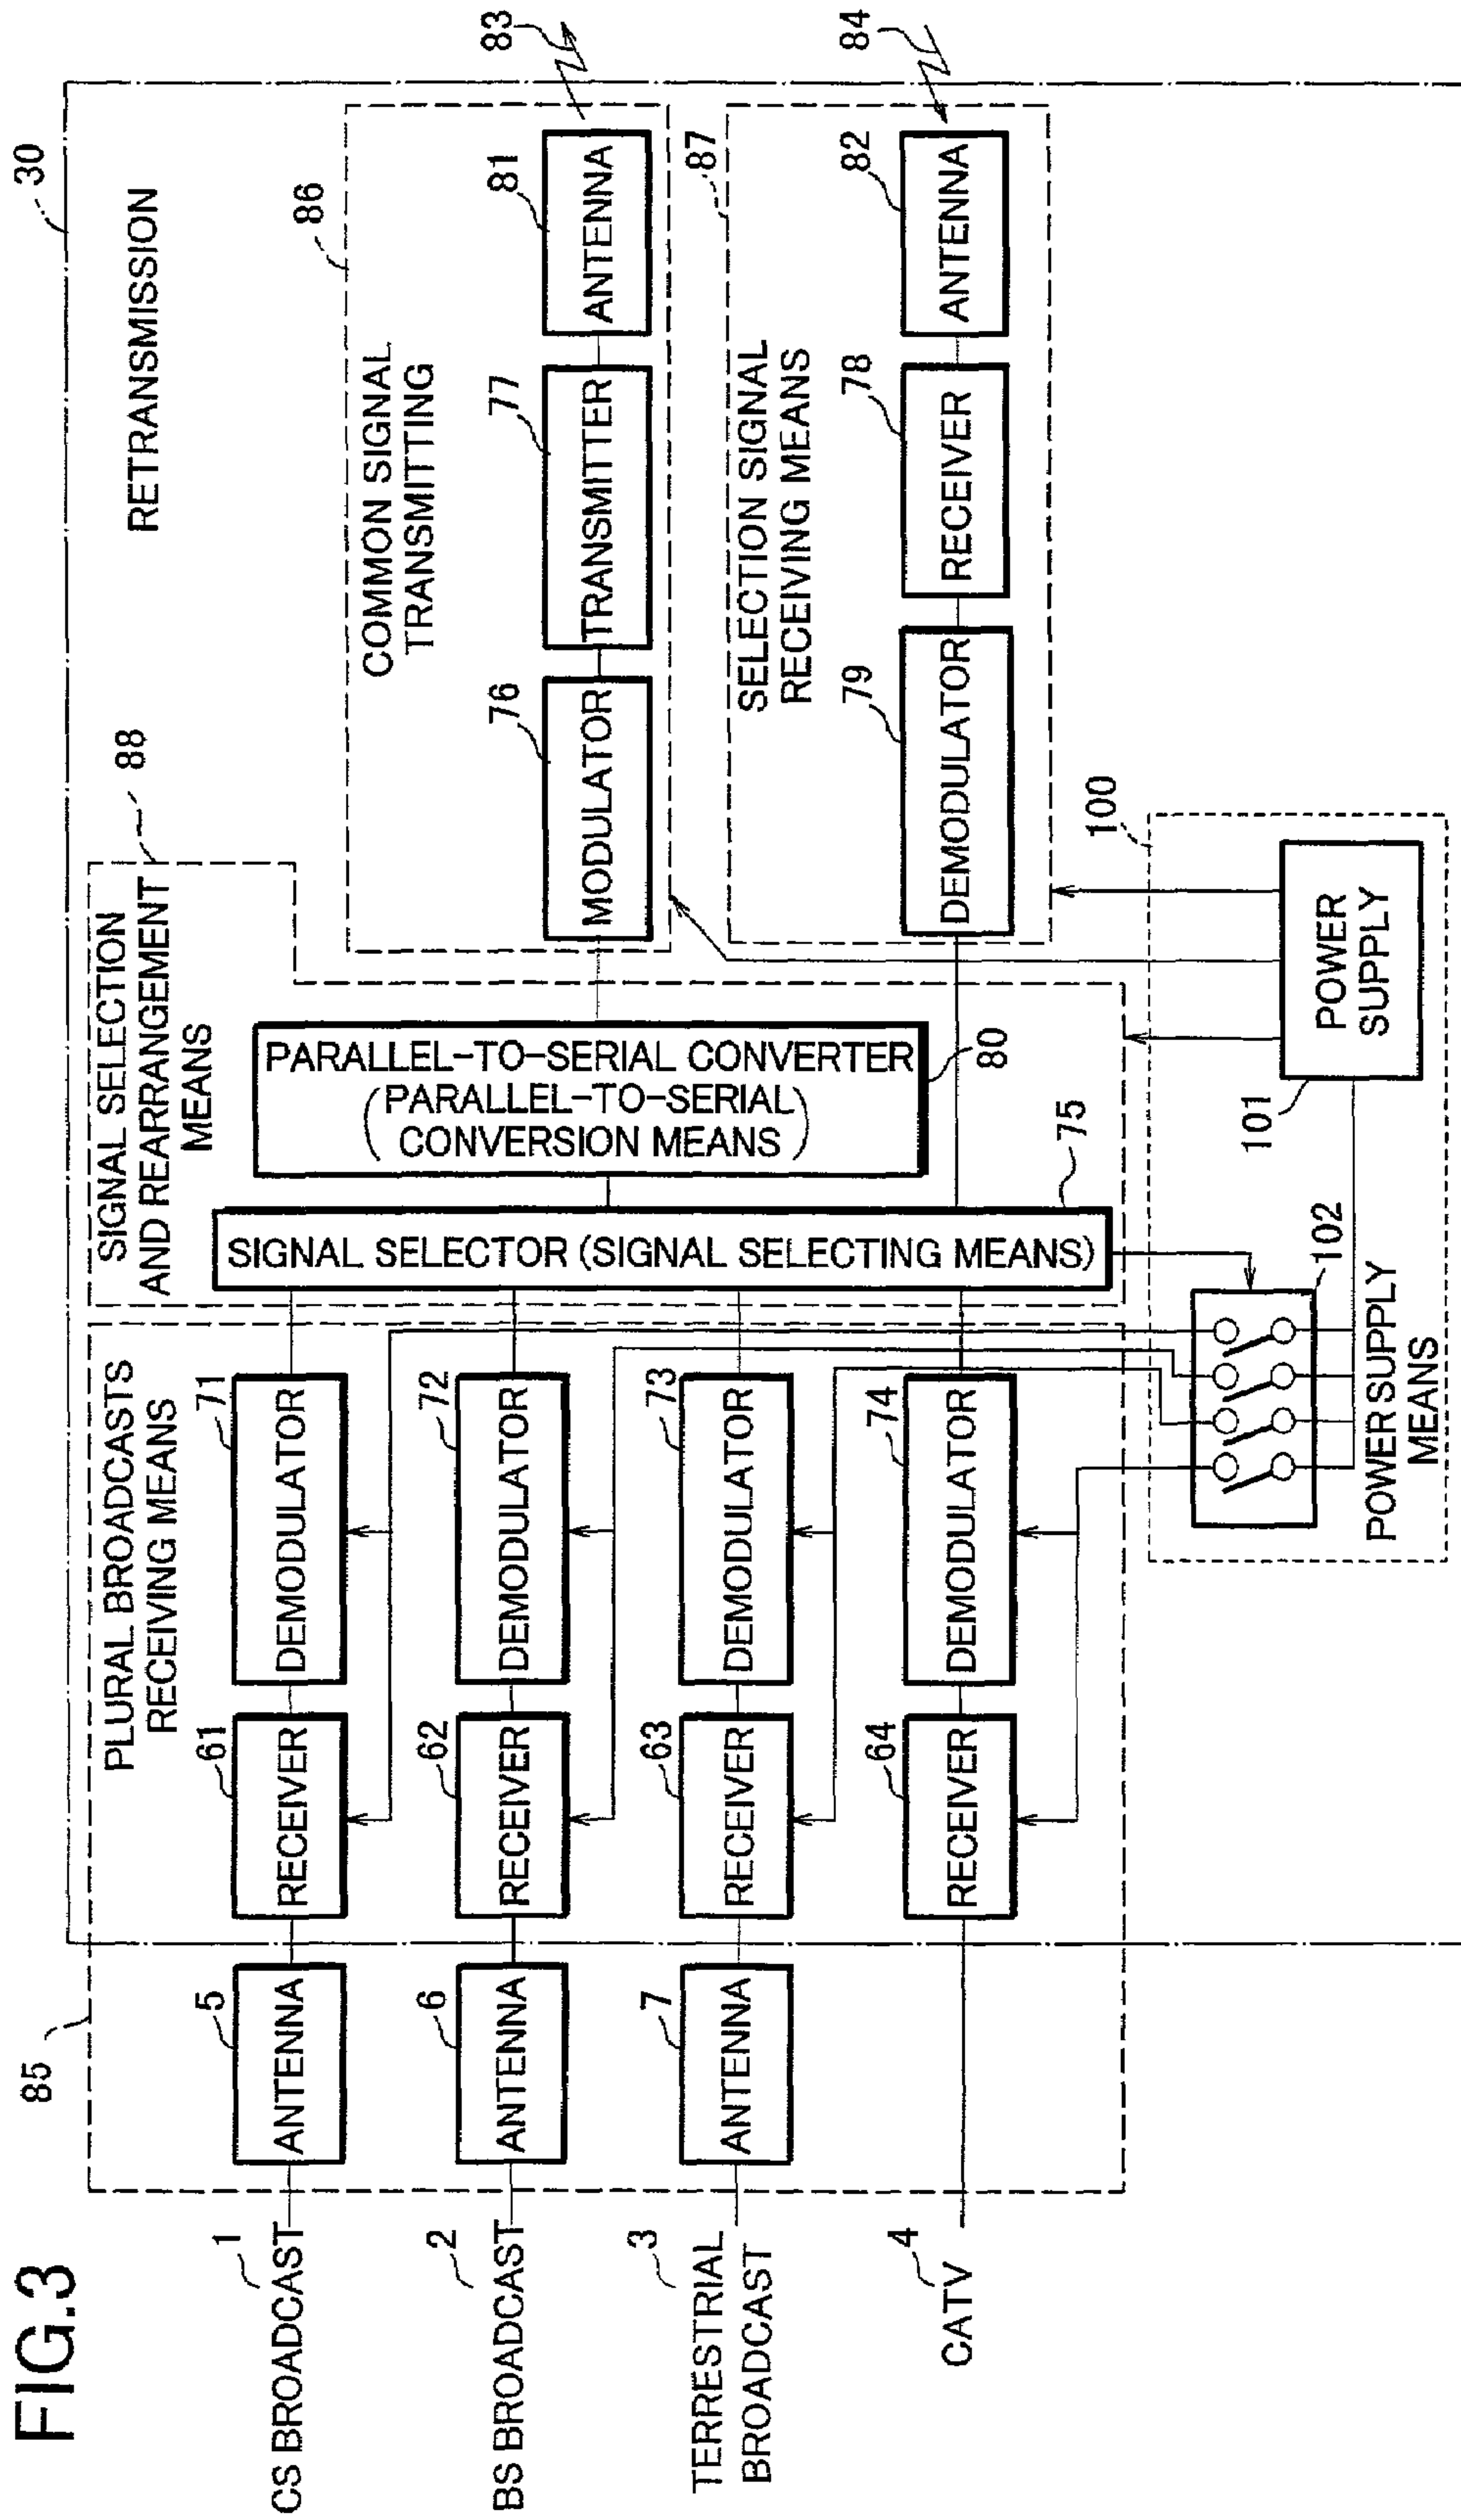 FIG.3
30
RETRANSMISSION
85
PLURAL BROADCASTS
RECEIVING MEANS
88
SIGNAL SELECTION
AND REARRANGEMENT
MEANS
86
COMMON SIGNAL
TRANSMITTING
1
CS BROADCAST
5
ANTENNA
61
RECEIVER
71
DEMODULATOR
2
BS BROADCAST
6
ANTENNA
62
RECEIVER
72
DEMODULATOR
3
TERRESTRIAL
BROADCAST
7
ANTENNA
63
RECEIVER
73
DEMODULATOR
4
CATV
64
RECEIVER
74
DEMODULATOR
SIGNAL SELECTOR (SIGNAL SELECTING MEANS)
75
PARALLEL-TO-SERIAL CONVERTER
(PARALLEL-TO-SERIAL
CONVERSION MEANS)
80
76
MODULATOR
77
TRANSMITTER
81
ANTENNA
83
87
SELECTION SIGNAL
RECEIVING MEANS
79
DEMODULATOR
78
RECEIVER
82
ANTENNA
84
100
102
101
POWER
SUPPLY
POWER SUPPLY
MEANS